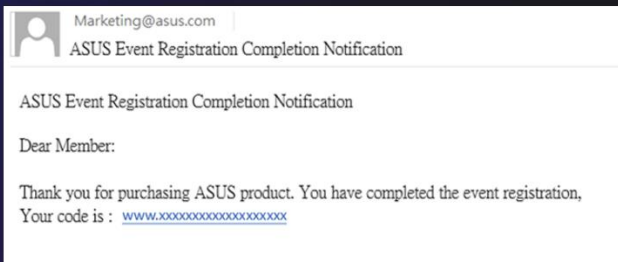 Marketing@asus.com
ASUS Event Registration Completion Notification
ASUS Event Registration Completion Notification
Dear Member:
Thank you for purchasing ASUS product. You have completed the event registration,
Your code is : www.xxxxxxxxxxxxxxxxxxx